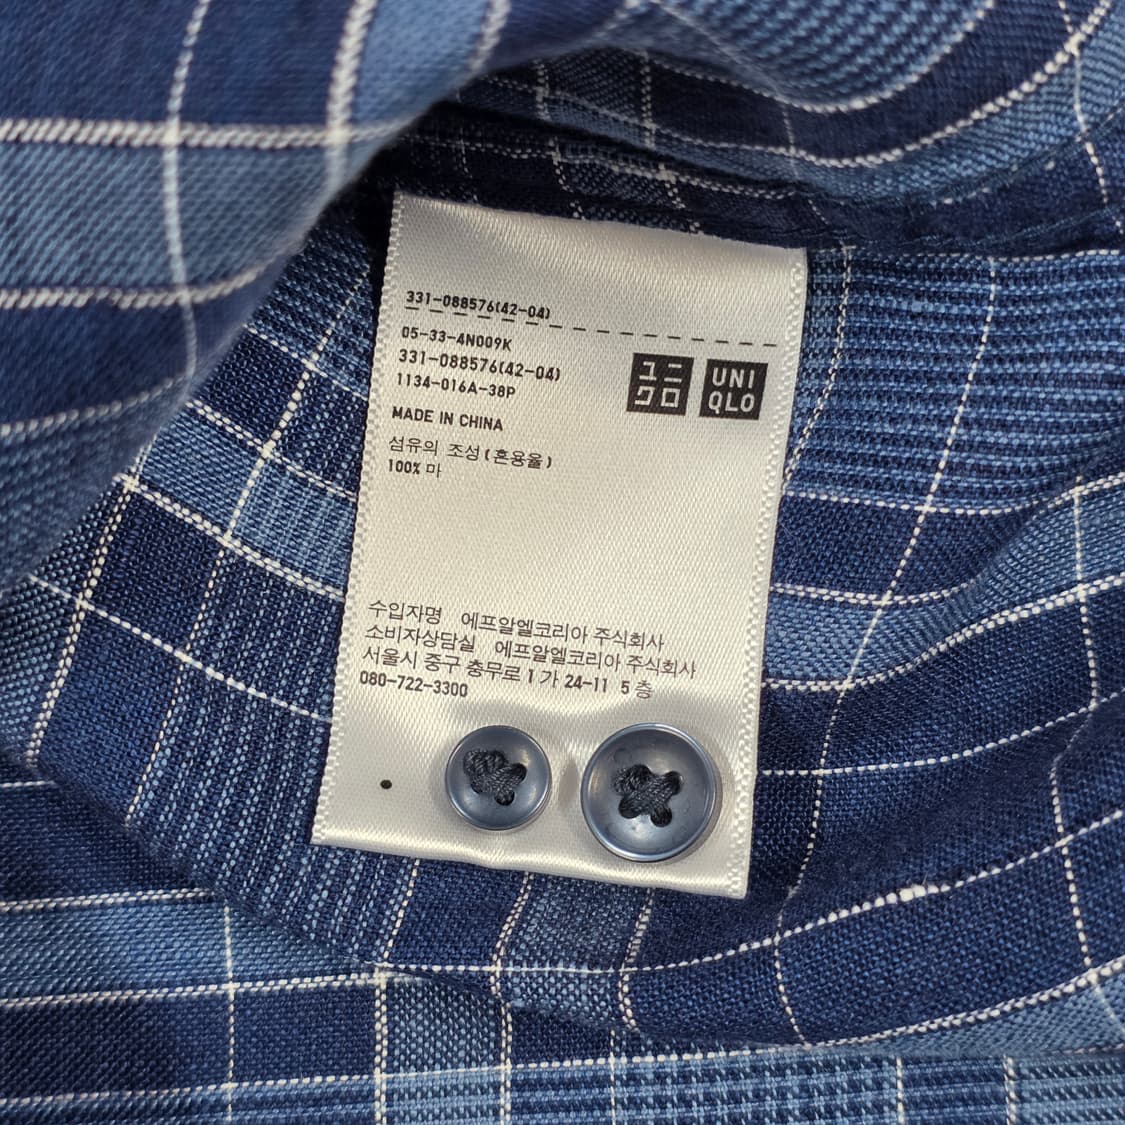 331-088576(42-04)
05-33-4N009K
331-088576(42-04)
1134-016A-38P
ユニ
クロ
UNI
QLO
MADE IN CHINA
섬유의 조성(혼용율)
100% 마
수입자명 에프알엘코리아 주식회사
소비자상담실 에프알엘코리아 주식회사
서울시 중구 충무로 1가 24-11 5층
080-722-3300